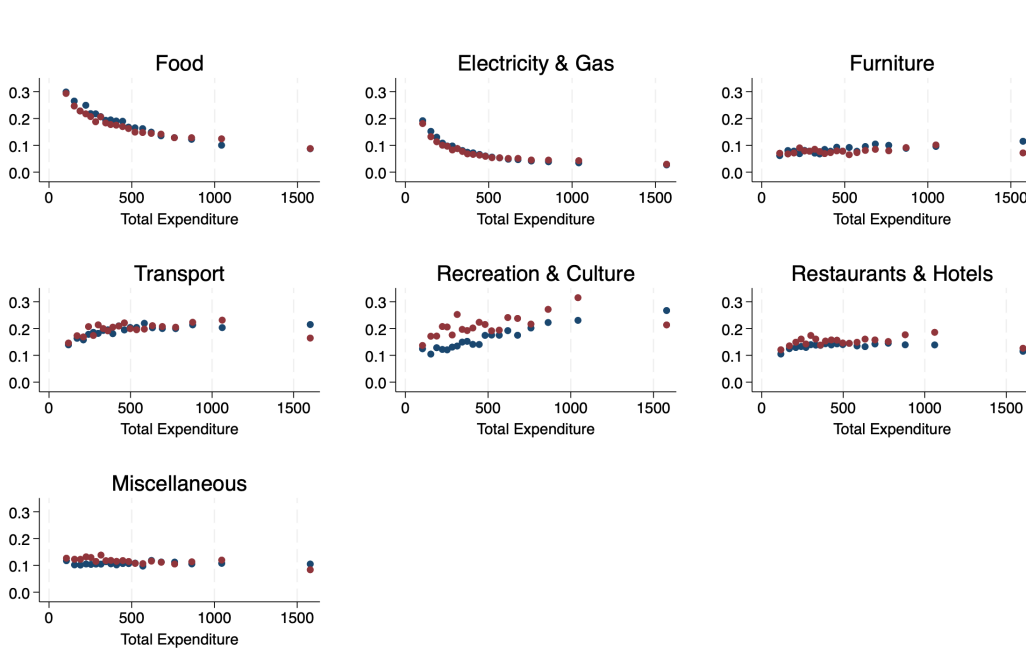 Food
0.3
0.2
0.1
0.0
0 500 1000 1500
Total Expenditure
Electricity & Gas
0.3
0.2
0.1
0.0
0 500 1000 1500
Total Expenditure
Furniture
0.3
0.2
0.1
0.0
0 500 1000 1500
Total Expenditure
Transport
0.3
0.2
0.1
0.0
0 500 1000 1500
Total Expenditure
Recreation & Culture
0.3
0.2
0.1
0.0
0 500 1000 1500
Total Expenditure
Restaurants & Hotels
0.3
0.2
0.1
0.0
0 500 1000 1500
Total Expenditure
Miscellaneous
0.3
0.2
0.1
0.0
0 500 1000 1500
Total Expenditure